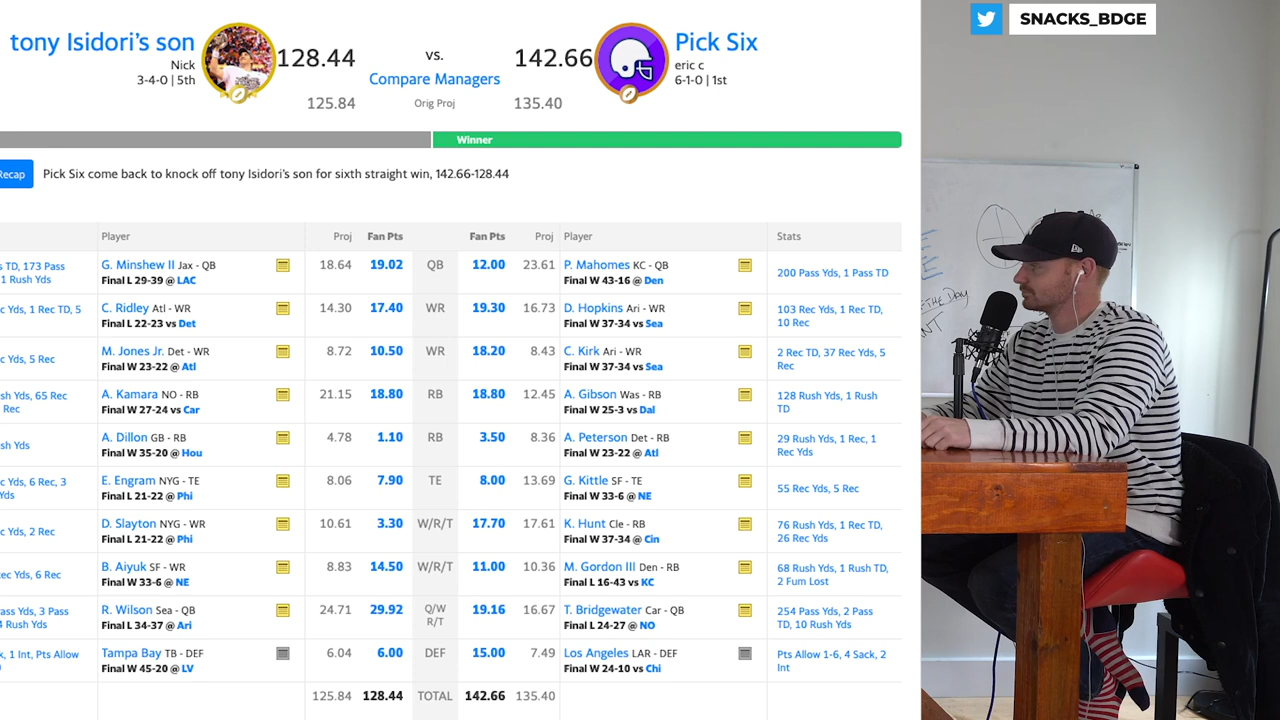 SNACKS_BDGE
tony Isidori's son
Nick
3-4-0 | 5th
128.44
125.84
vs.
Compare Managers
Orig Proj
142.66
135.40
Pick Six
eric c
6-1-0 | 1st
Winner
Recap
Pick Six come back to knock off tony Isidori's son for sixth straight win, 142.66-128.44
Player Proj Fan Pts Fan Pts Proj Player Stats
s TD, 173 Pass
1 Rush Yds
G. Minshew II Jax - QB
Final L 29-39 @ LAC
18.64 19.02 QB 12.00 23.61
P. Mahomes KC - QB
Final W 43-16 @ Den
200 Pass Yds, 1 Pass TD
c Yds, 1 Rec TD, 5
C. Ridley Atl - WR
Final L 22-23 vs Det
14.30 17.40 WR 19.30 16.73
D. Hopkins Ari - WR
Final W 37-34 vs Sea
103 Rec Yds, 1 Rec TD,
10 Rec
c Yds, 5 Rec
M. Jones Jr. Det - WR
Final W 23-22 @ Atl
8.72 10.50 WR 18.20 8.43
C. Kirk Ari - WR
Final W 37-34 vs Sea
2 Rec TD, 37 Rec Yds, 5
Rec
sh Yds, 65 Rec
Rec
A. Kamara NO - RB
Final W 27-24 vs Car
21.15 18.80 RB 18.80 12.45
A. Gibson Was - RB
Final W 25-3 vs Dal
128 Rush Yds, 1 Rush
TD
sh Yds
A. Dillon GB - RB
Final W 35-20 @ Hou
4.78 1.10 RB 3.50 8.36
A. Peterson Det - RB
Final W 23-22 @ Atl
29 Rush Yds, 1 Rec, 1
Rec Yds
c Yds, 6 Rec, 3
Yds
E. Engram NYG - TE
Final L 21-22 @ Phi
8.06 7.90 TE 8.00 13.69
G. Kittle SF - TE
Final W 33-6 @ NE
55 Rec Yds, 5 Rec
c Yds, 2 Rec
D. Slayton NYG - WR
Final L 21-22 @ Phi
10.61 3.30 W/R/T 17.70 17.61
K. Hunt Cle - RB
Final W 37-34 @ Cin
76 Rush Yds, 1 Rec TD,
26 Rec Yds
ec Yds, 6 Rec
B. Aiyuk SF - WR
Final W 33-6 @ NE
8.83 14.50 W/R/T 11.00 10.36
M. Gordon III Den - RB
Final L 16-43 vs KC
68 Rush Yds, 1 Rush TD,
2 Fum Lost
ass Yds, 3 Pass
4 Rush Yds
R. Wilson Sea - QB
Final L 34-37 @ Ari
24.71 29.92 Q/W
R/T 19.16 16.67
T. Bridgewater Car - QB
Final L 24-27 @ NO
254 Pass Yds, 2 Pass
TD, 10 Rush Yds
k, 1 Int, Pts Allow
Tampa Bay TB - DEF
Final W 45-20 @ LV
6.04 6.00 DEF 15.00 7.49
Los Angeles LAR - DEF
Final W 24-10 vs Chi
Pts Allow 1-6, 4 Sack, 2
Int
125.84 128.44 TOTAL 142.66 135.40